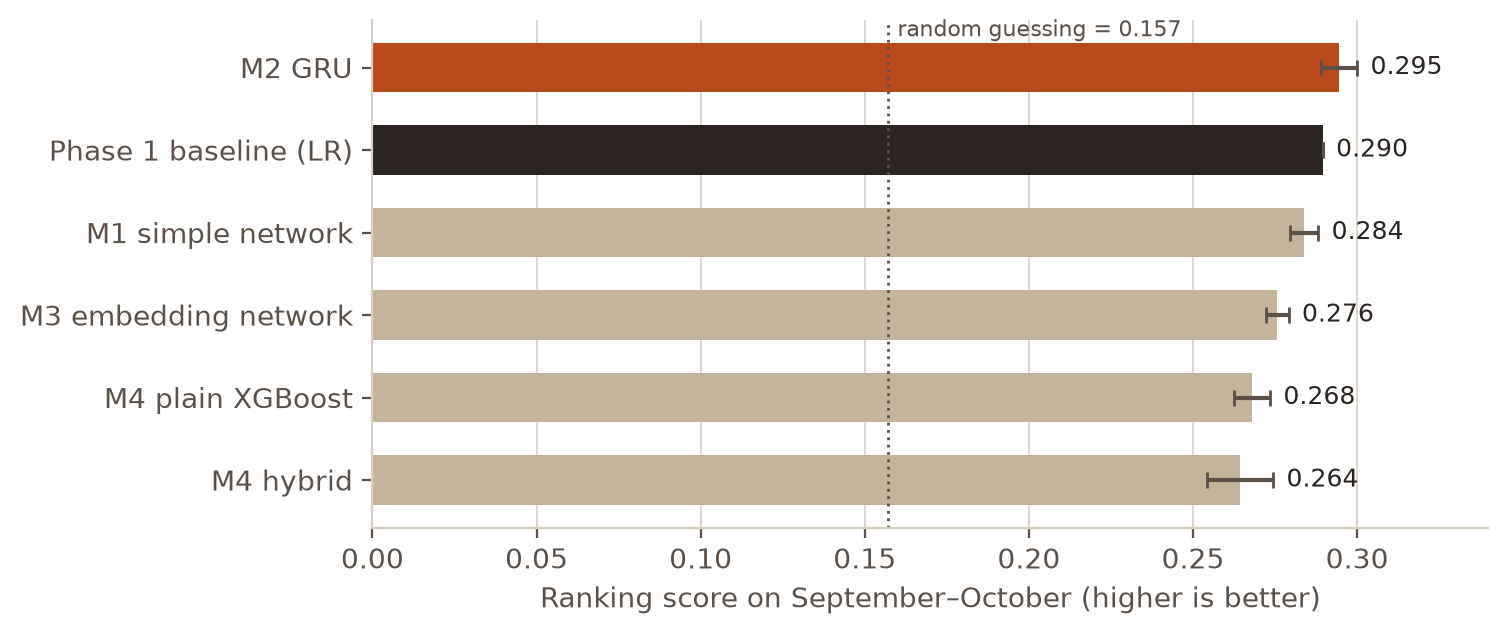 random guessing = 0.157
M2 GRU 0.295
Phase 1 baseline (LR) 0.290
M1 simple network 0.284
M3 embedding network 0.276
M4 plain XGBoost 0.268
M4 hybrid 0.264
0.00 0.05 0.10 0.15 0.20 0.25 0.30
Ranking score on September–October (higher is better)